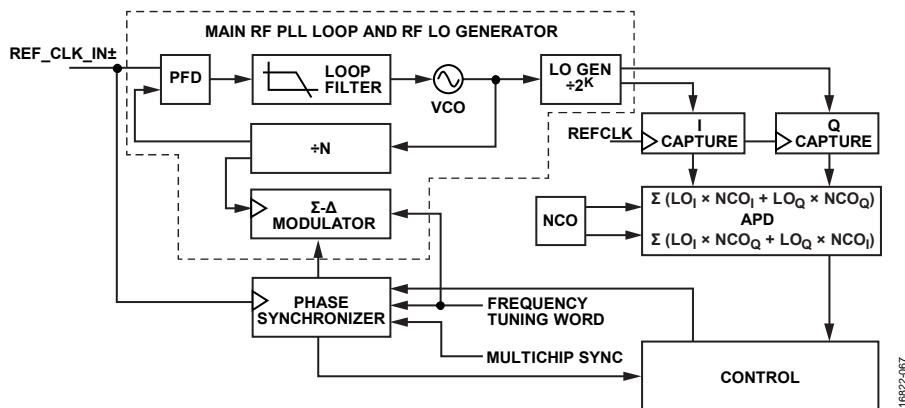 MAIN RF PLL LOOP AND RF LO GENERATOR
REF_CLK_IN±
PFD
LOOP
FILTER
VCO
LO GEN
÷2ᴷ
÷N
REFCLK
I
CAPTURE
Q
CAPTURE
Σ-Δ
MODULATOR
NCO
Σ (LOI × NCOI + LOQ × NCOQ)
APD
Σ (LOI × NCOQ + LOQ × NCOI)
PHASE
SYNCHRONIZER
FREQUENCY
TUNING WORD
MULTICHIP SYNC
CONTROL
16822-067